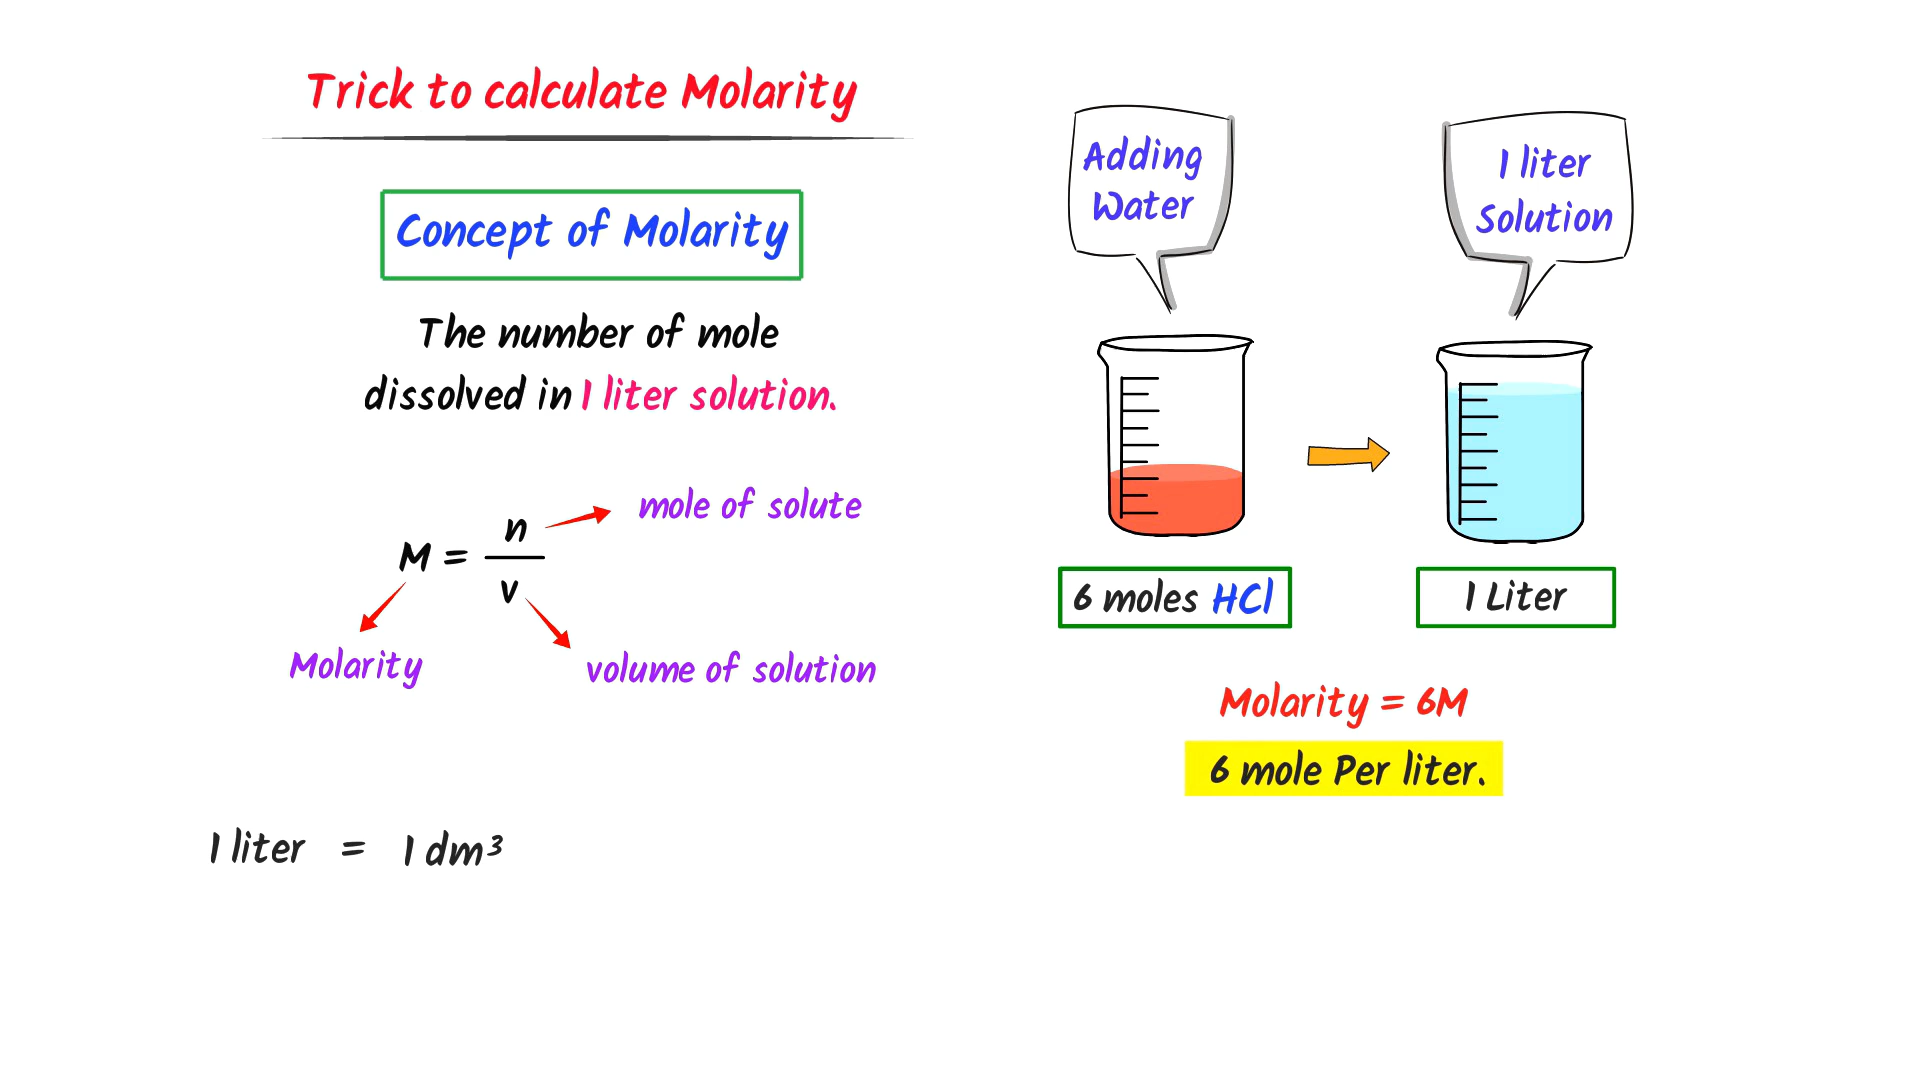 Trick to calculate Molarity
Concept of Molarity
The number of mole
dissolved in 1 liter solution.
M = n/v
mole of solute
Molarity
volume of solution
1 liter = 1 dm³
Adding
Water
1 liter
Solution
6 moles HCl
1 Liter
Molarity = 6M
6 mole Per liter.